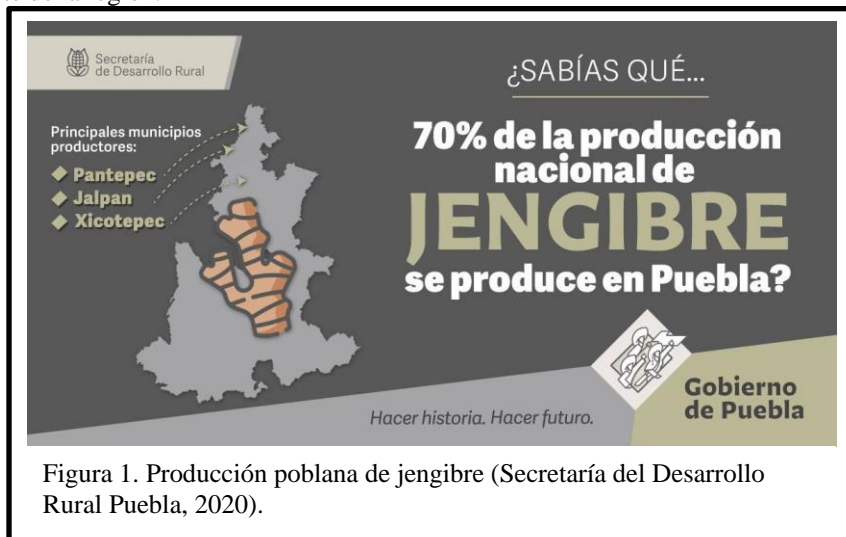 Secretaría
de Desarrollo Rural
Principales municipios
productores:
Pantepec
Jalpan
Xicotepec
¿SABÍAS QUÉ...
70% de la producción
nacional de
JENGIBRE
se produce en Puebla?
Hacer historia. Hacer futuro.
Gobierno
de Puebla
Figura 1. Producción poblana de jengibre (Secretaría del Desarrollo
Rural Puebla, 2020).